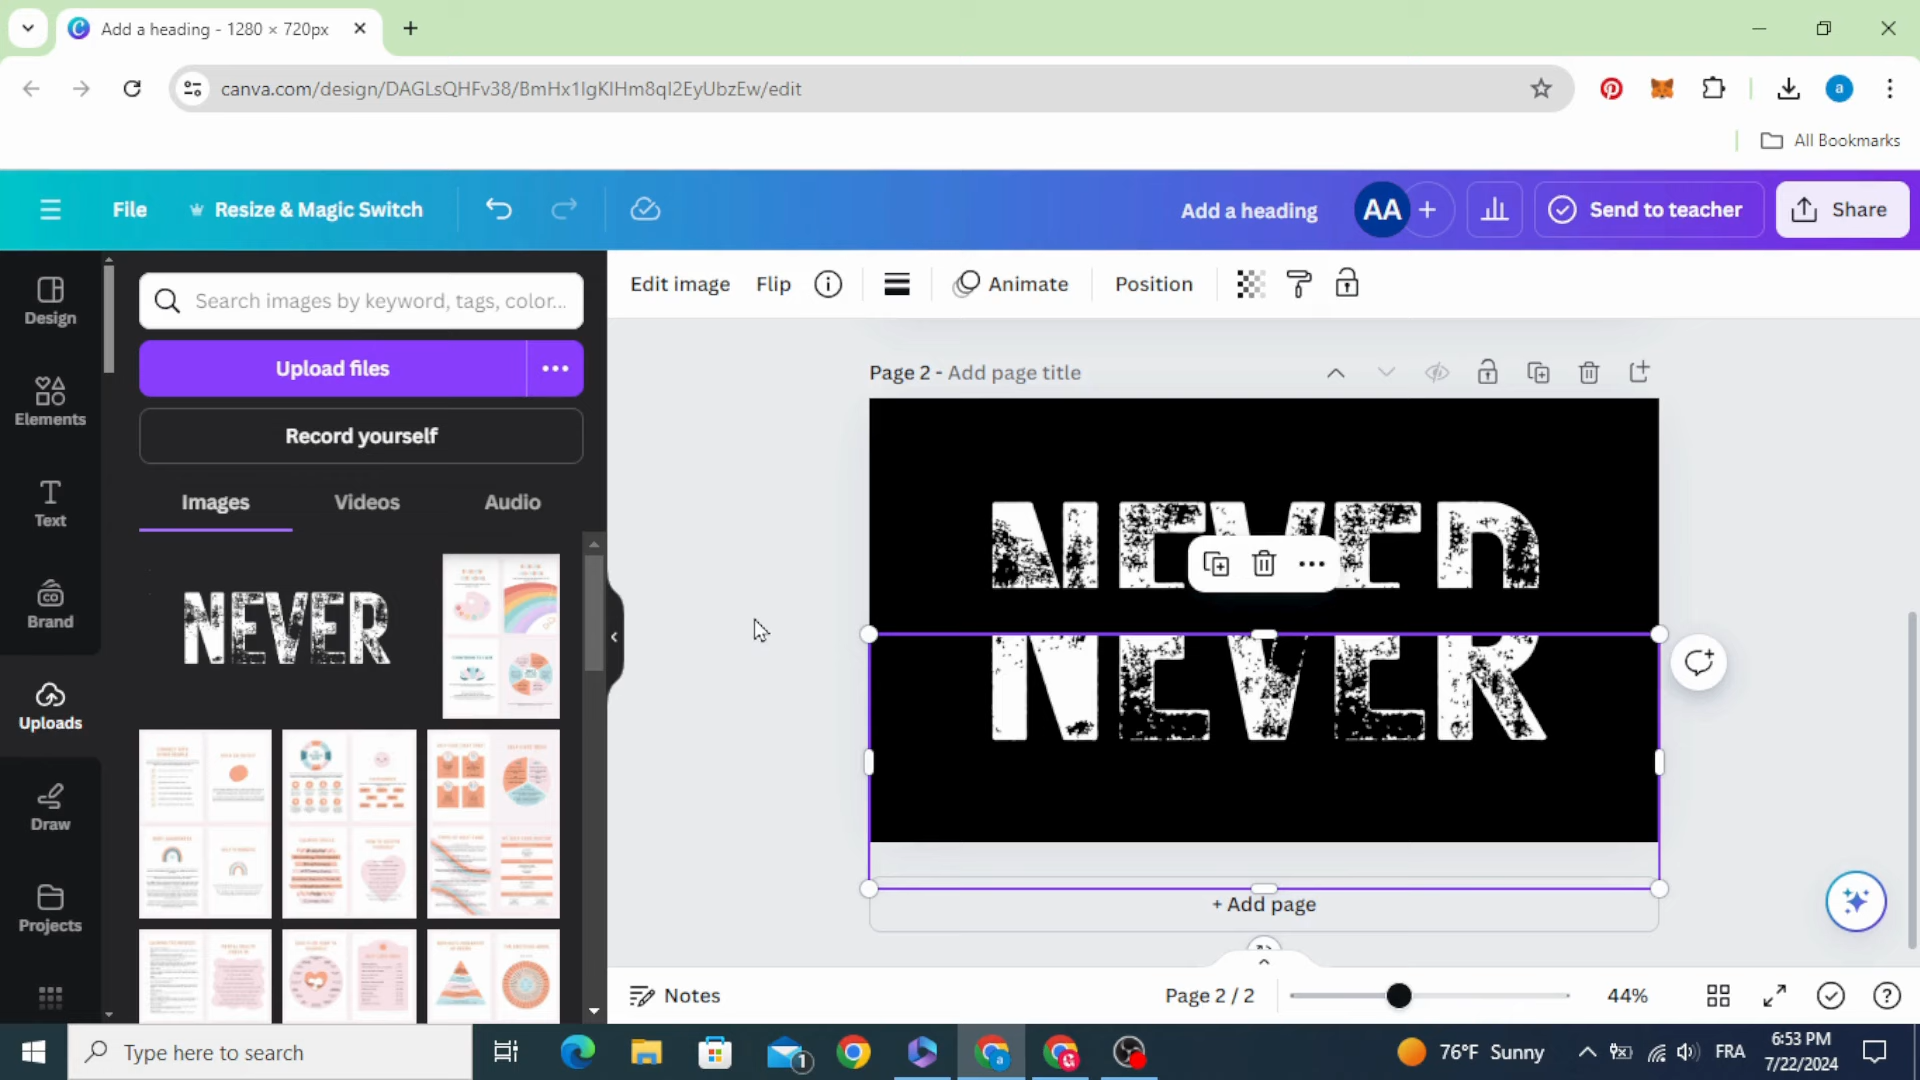 Add a heading - 1280 × 720px
canva.com/design/DAGLsQHFv38/BmHx1IgKIHm8qI2EyUbzEw/edit
a
All Bookmarks
File
Resize & Magic Switch
Add a heading
AA
Send to teacher
Share
Design
Elements
Text
Brand
Uploads
Draw
Projects
Search images by keyword, tags, color...
Upload files
Record yourself
Images
Videos
Audio
NEVER
Edit image
Flip
Animate
Position
Page 2 - Add page title
NEVER
NEVER
+ Add page
Notes
Page 2 / 2
44%
Type here to search
1
76°F Sunny
FRA
6:53 PM
7/22/2024